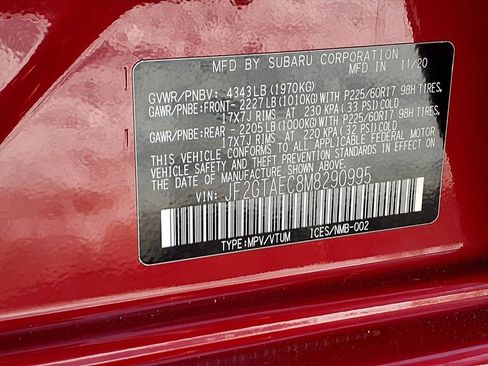 MFD BY SUBARU CORPORATION
MFD IN 11/20
GVWR/PNBV: 4343LB (1970KG)
GAWR/PNBE:FRONT- 2227LB(1010KG)WITH P225/60R17 98H TIRES,
17X7J RIMS, AT 230 KPA (33 PSI)COLD
GAWR/PNBE:REAR - 2205LB(1000KG)WITH P225/60R17 98H TIRES,
17X7J RIMS, AT 220 KPA (32 PSI)COLD
THIS VEHICLE CONFORMS TO ALL APPLICABLE FEDERAL MOTOR
VEHICLE SAFETY AND THEFT PREVENTION STANDARDS IN EFFECT ON
THE DATE OF MANUFACTURE SHOWN ABOVE.
VIN: JF2GTAEC8M8290995
TYPE:MPV/VTUM ICES/NMB-002